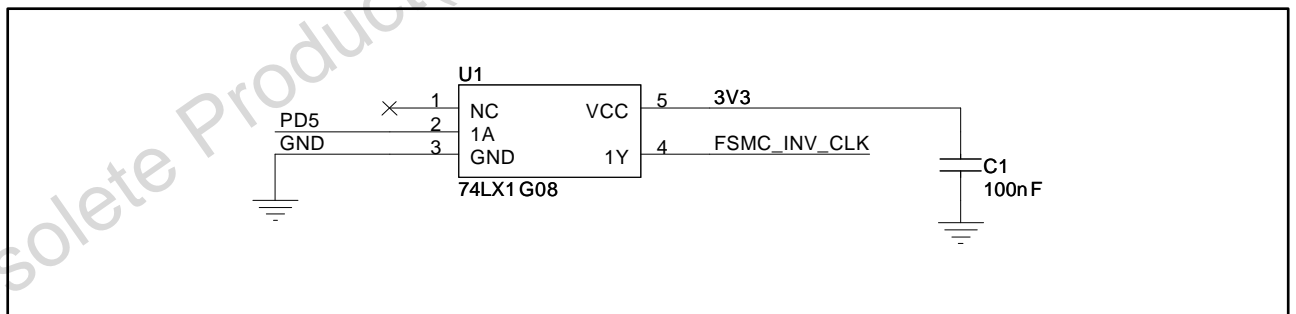 solete Product(
U1
1 NC VCC 5 3V3
PD5 2 1A
GND 3 GND 1Y 4 FSMC_INV_CLK
74LX1G08
C1
100nF